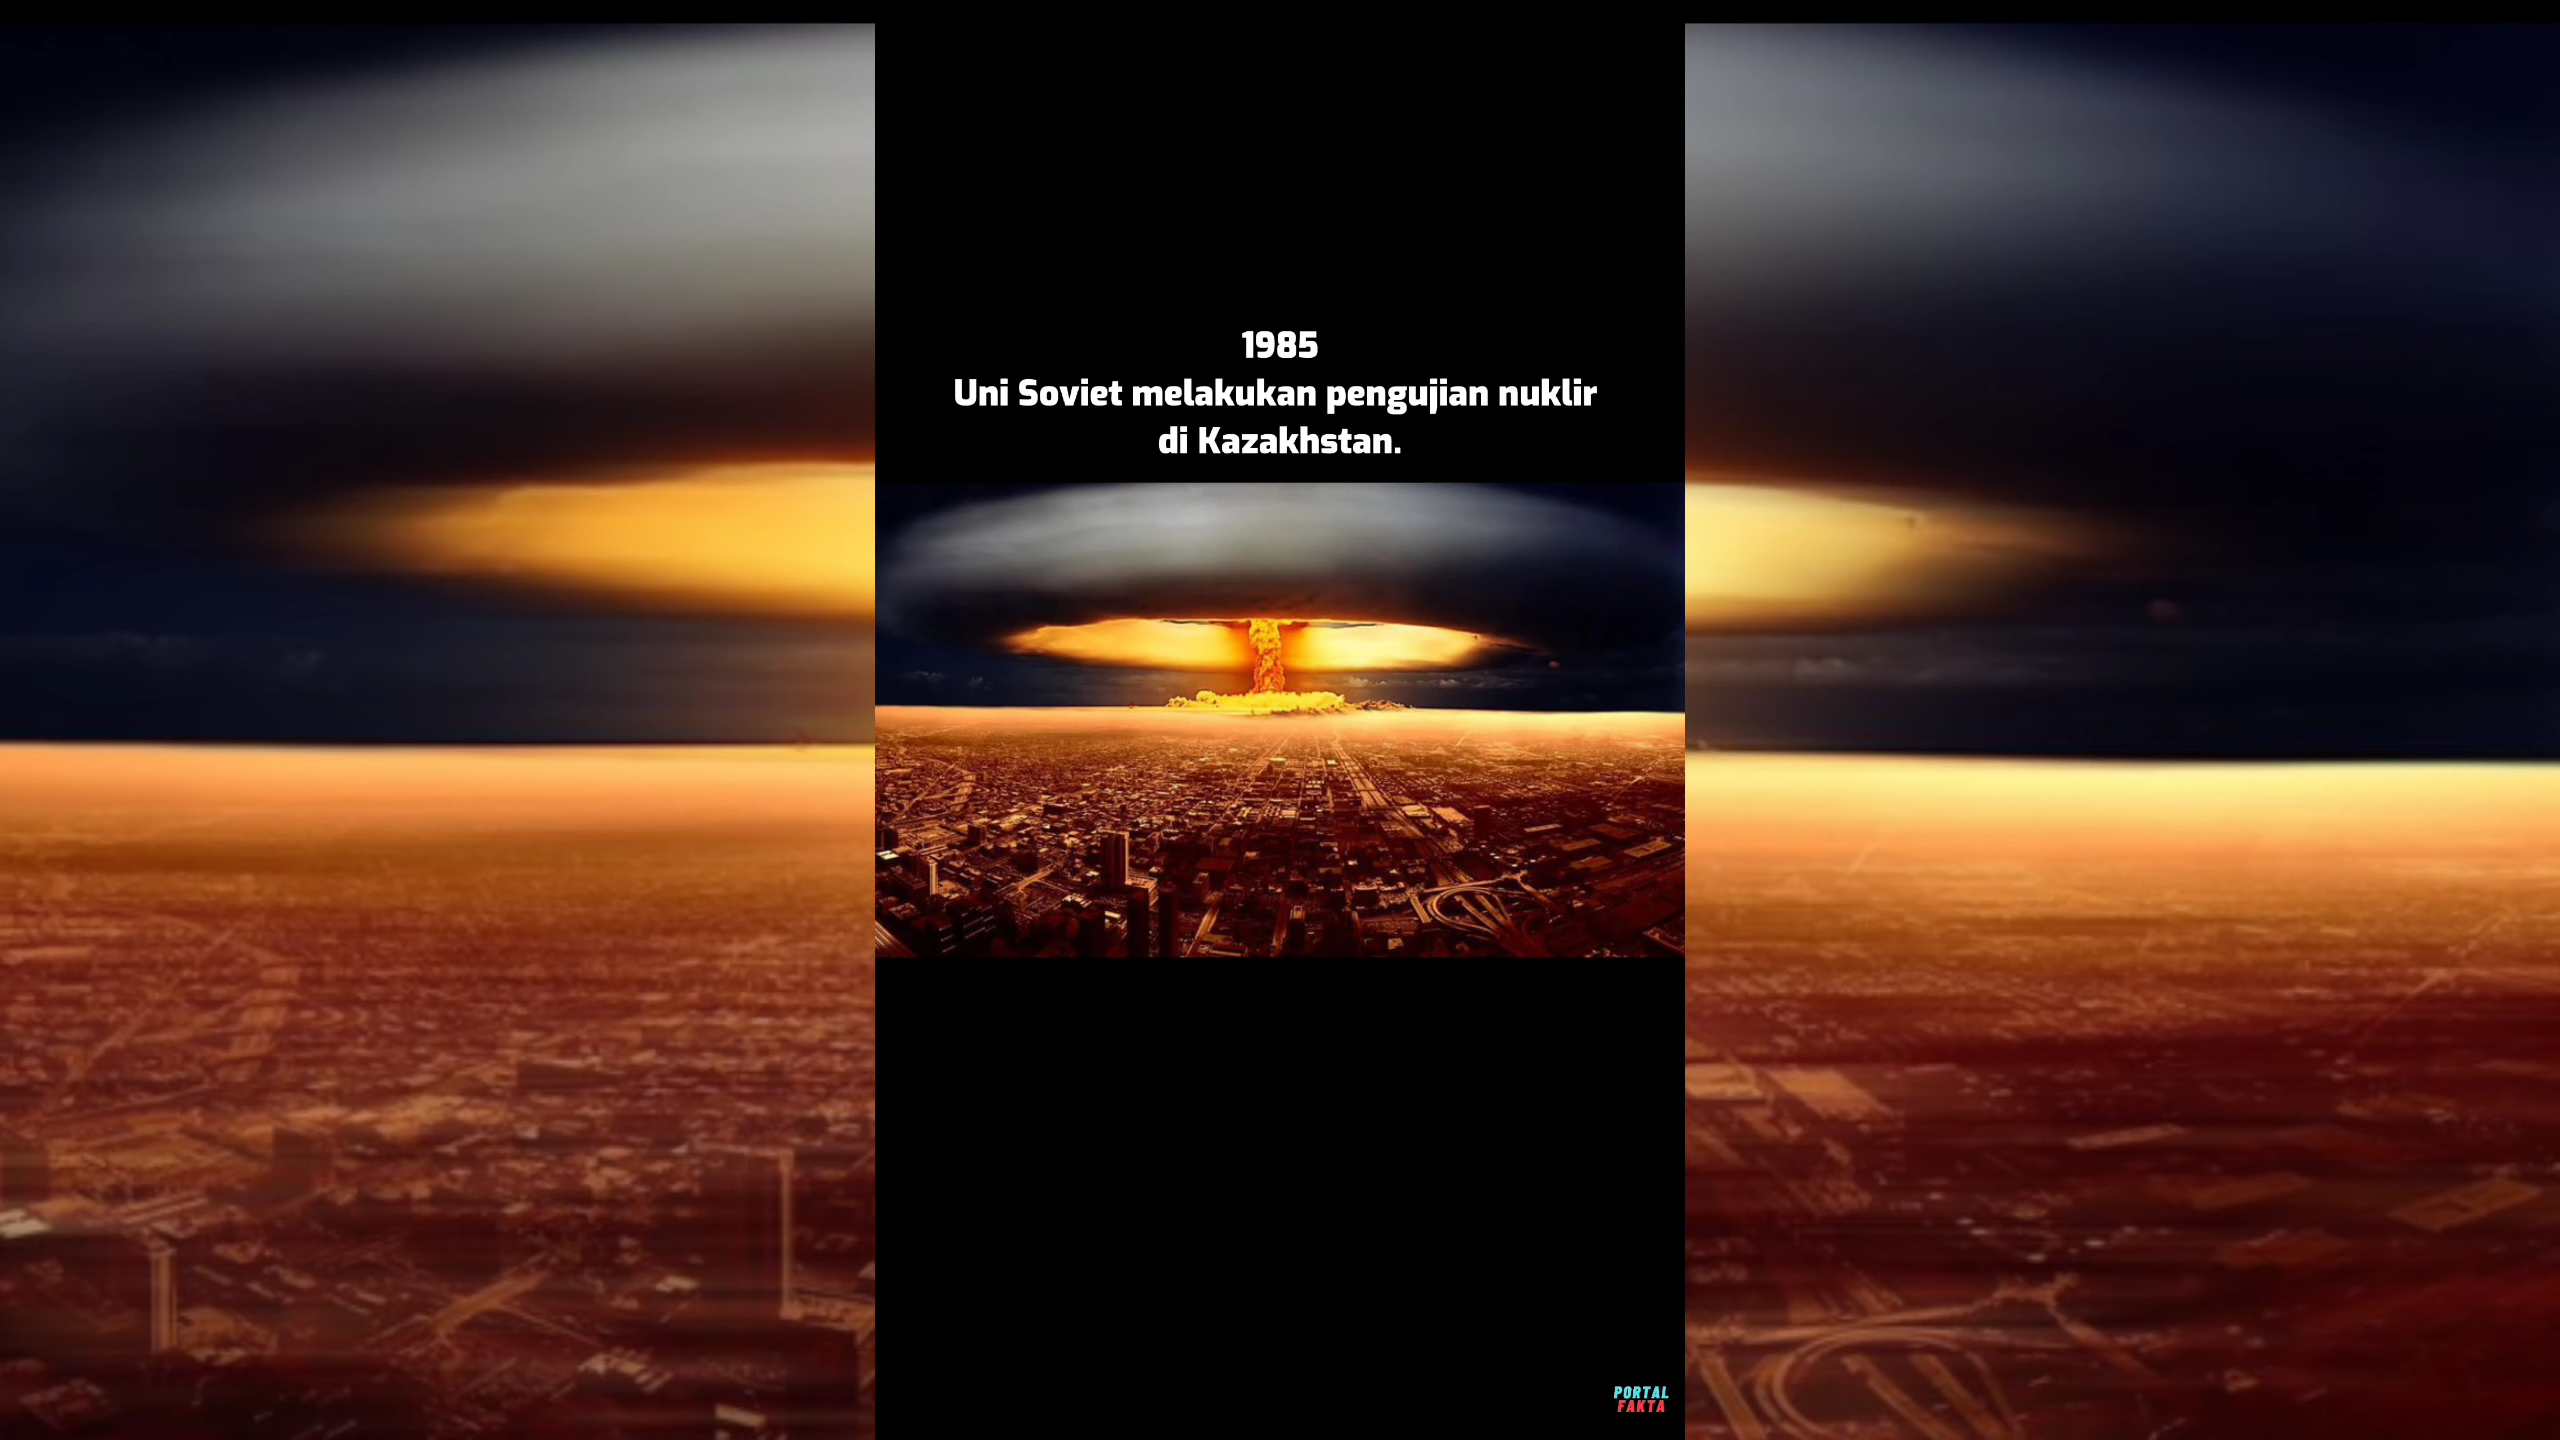 1985
Uni Soviet melakukan pengujian nuklir
di Kazakhstan.
PORTAL
FAKTA